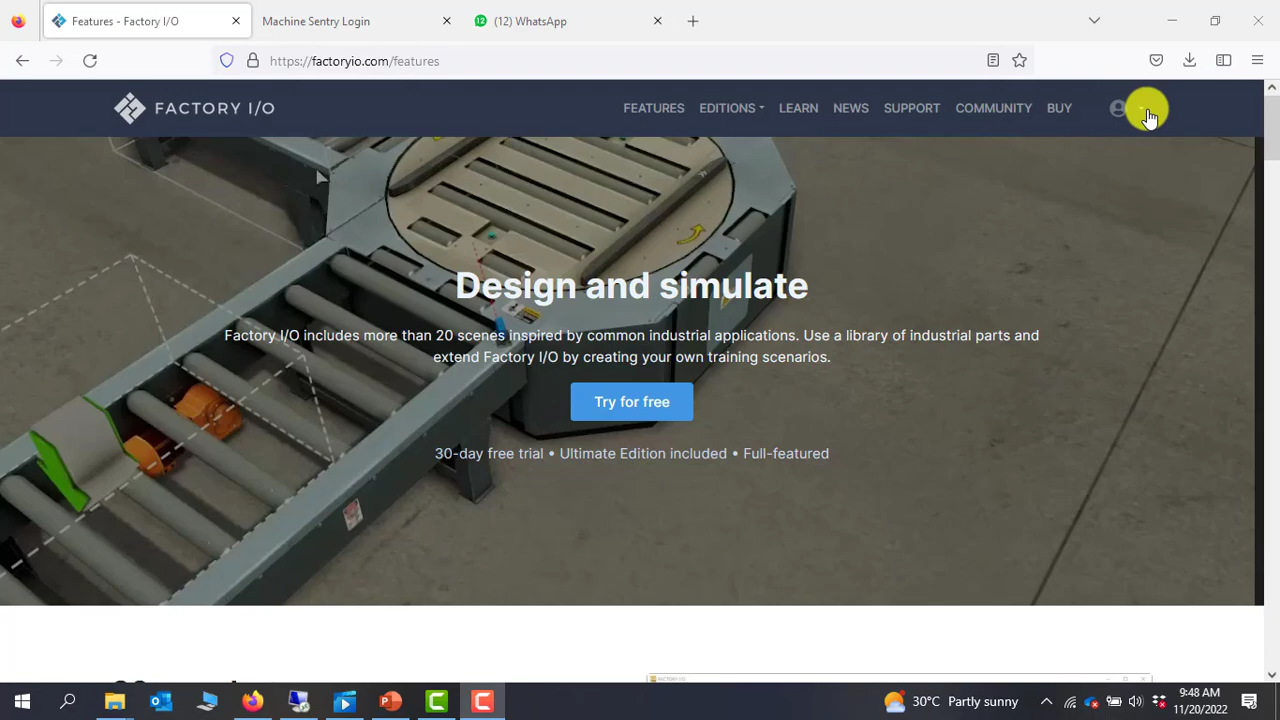 Features - Factory I/O
Machine Sentry Login
(12) WhatsApp
https://factoryio.com/features
FACTORY I/O
FEATURES
EDITIONS
LEARN
NEWS
SUPPORT
COMMUNITY
BUY
Design and simulate
Factory I/O includes more than 20 scenes inspired by common industrial applications. Use a library of industrial parts and
extend Factory I/O by creating your own training scenarios.
Try for free
30-day free trial • Ultimate Edition included • Full-featured
FACTORY I/O
30°C Partly sunny
9:48 AM
11/20/2022